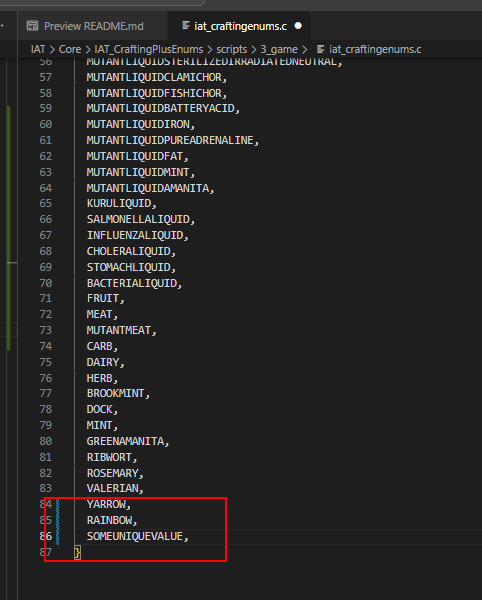 Preview README.md
iat_craftingenums.c
IAT > Core > IAT_CraftingPlusEnums > scripts > 3_game > iat_craftingenums.c
56 MUTANTLIQUIDSTERILIZEDIRRADIATEDNEUTRAL,
57 MUTANTLIQUIDCLAMICHOR,
58 MUTANTLIQUIDFISHICHOR,
59 MUTANTLIQUIDBATTERYACID,
60 MUTANTLIQUIDIRON,
61 MUTANTLIQUIDPUREADRENALINE,
62 MUTANTLIQUIDFAT,
63 MUTANTLIQUIDMINT,
64 MUTANTLIQUIDAMANITA,
65 KURULIQUID,
66 SALMONELLALIQUID,
67 INFLUENZALIQUID,
68 CHOLERALIQUID,
69 STOMACHLIQUID,
70 BACTERIALIQUID,
71 FRUIT,
72 MEAT,
73 MUTANTMEAT,
74 CARB,
75 DAIRY,
76 HERB,
77 BROOKMINT,
78 DOCK,
79 MINT,
80 GREENAMANITA,
81 RIBWORT,
82 ROSEMARY,
83 VALERIAN,
84 YARROW,
85 RAINBOW,
86 SOMEUNIQUEVALUE,
87 }